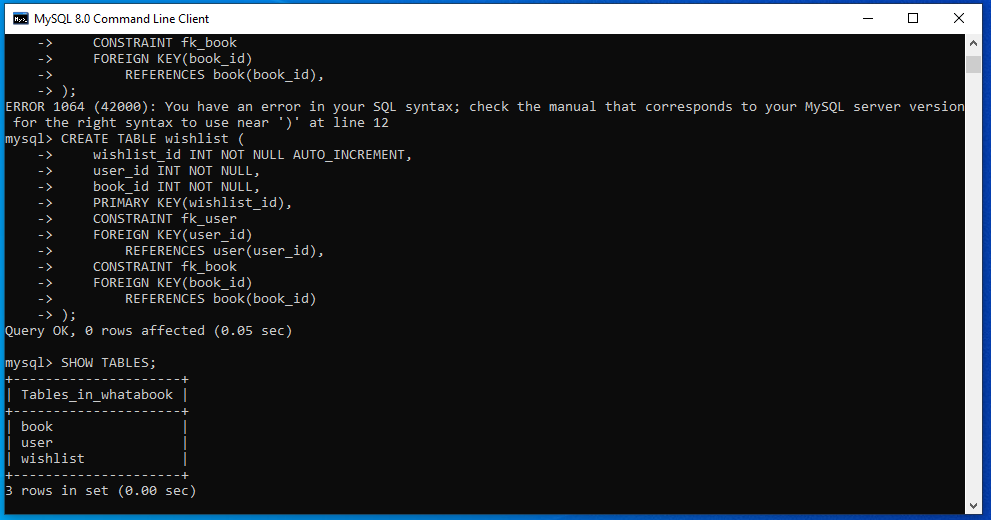 MySQL 8.0 Command Line Client
    ->     CONSTRAINT fk_book
    ->     FOREIGN KEY(book_id)
    ->         REFERENCES book(book_id),
    -> );
ERROR 1064 (42000): You have an error in your SQL syntax; check the manual that corresponds to your MySQL server version
 for the right syntax to use near ')' at line 12
mysql> CREATE TABLE wishlist (
    ->     wishlist_id INT NOT NULL AUTO_INCREMENT,
    ->     user_id INT NOT NULL,
    ->     book_id INT NOT NULL,
    ->     PRIMARY KEY(wishlist_id),
    ->     CONSTRAINT fk_user
    ->     FOREIGN KEY(user_id)
    ->         REFERENCES user(user_id),
    ->     CONSTRAINT fk_book
    ->     FOREIGN KEY(book_id)
    ->         REFERENCES book(book_id)
    -> );
Query OK, 0 rows affected (0.05 sec)

mysql> SHOW TABLES;
+---------------------+
| Tables_in_whatabook |
+---------------------+
| book                |
| user                |
| wishlist            |
+---------------------+
3 rows in set (0.00 sec)